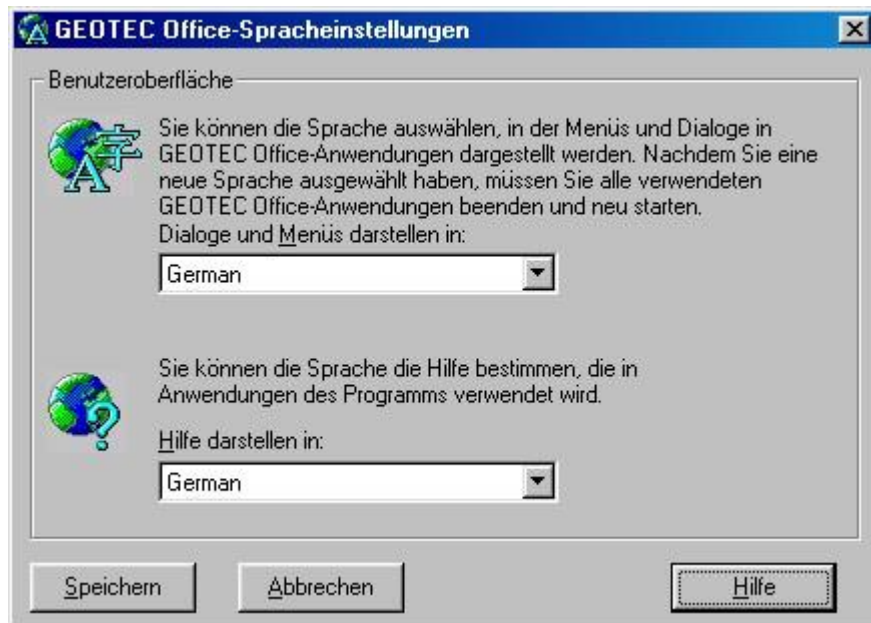 GEOTEC Office-Spracheinstellungen
Benutzeroberfläche
Sie können die Sprache auswählen, in der Menüs und Dialoge in
GEOTEC Office-Anwendungen dargestellt werden. Nachdem Sie eine
neue Sprache ausgewählt haben, müssen Sie alle verwendeten
GEOTEC Office-Anwendungen beenden und neu starten.
Dialoge und Menüs darstellen in:
German
Sie können die Sprache die Hilfe bestimmen, die in
Anwendungen des Programms verwendet wird.
Hilfe darstellen in:
German
Speichern
Abbrechen
Hilfe